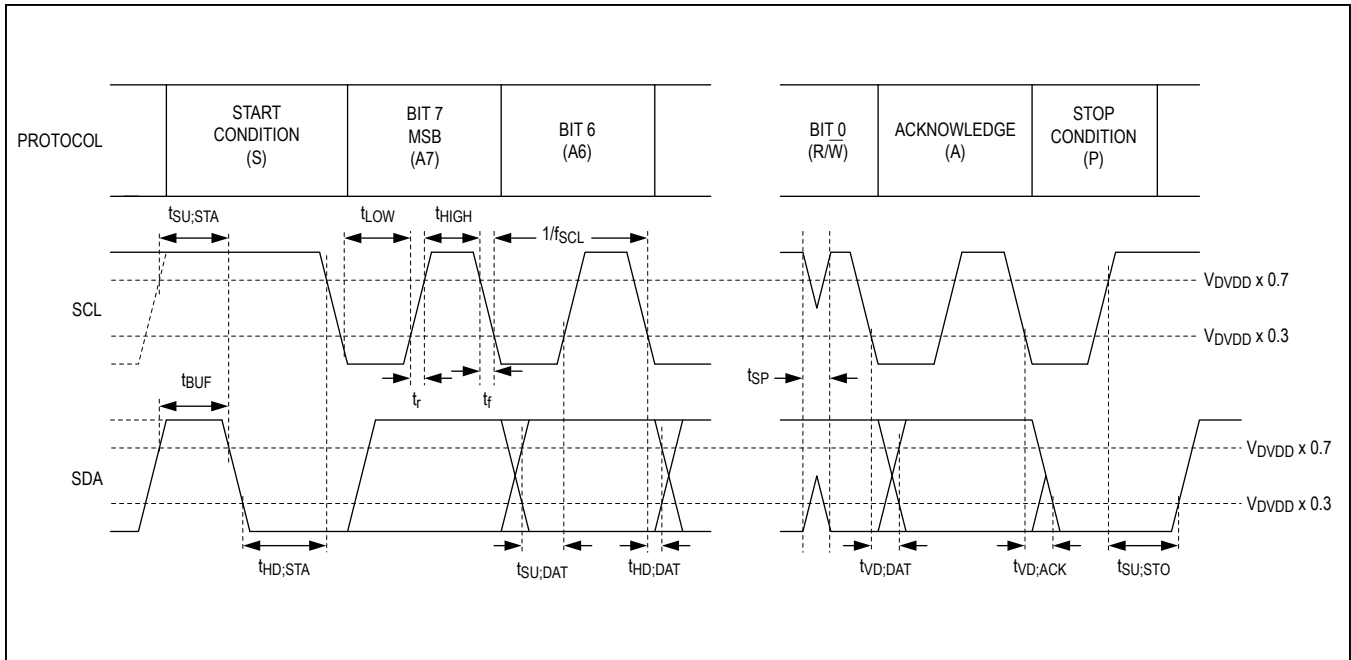 PROTOCOL
START
CONDITION
(S)
BIT 7
MSB
(A7)
BIT 6
(A6)
BIT 0
(R/W̅)
ACKNOWLEDGE
(A)
STOP
CONDITION
(P)
tSU;STA
tLOW
tHIGH
1/fSCL
SCL
VDVDD x 0.7
VDVDD x 0.3
tBUF
tr
tf
tSP
SDA
VDVDD x 0.7
VDVDD x 0.3
tHD;STA
tSU;DAT
tHD;DAT
tVD;DAT
tVD;ACK
tSU;STO